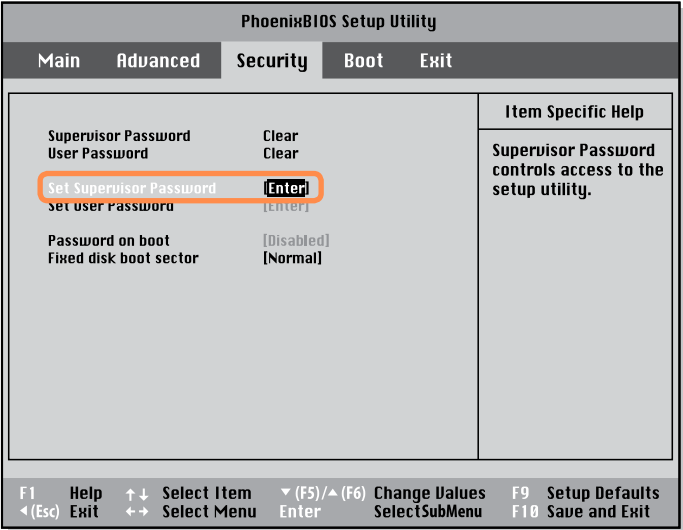 PhoenixBIOS Setup Utility
Main Advanced Security Boot Exit
Item Specific Help
Supervisor Password Clear
User Password Clear
Supervisor Password
controls access to the
setup utility.
Set Supervisor Password [Enter]
Set User Password [Enter]
Password on boot [Disabled]
Fixed disk boot sector [Normal]
F1 Help ↑↓ Select Item ▼(F5)/▲(F6) Change Values F9 Setup Defaults
◄(Esc) Exit ←→ Select Menu Enter SelectSubMenu F10 Save and Exit